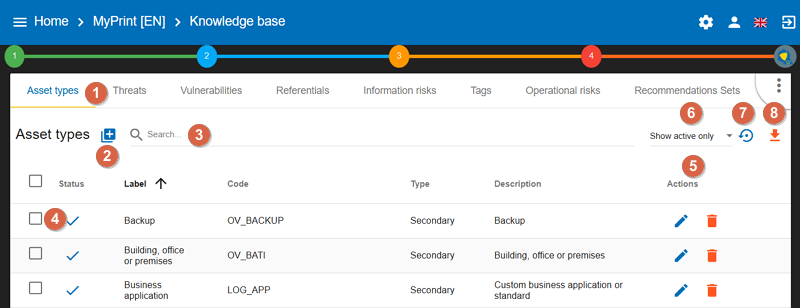 Home > MyPrint [EN] > Knowledge base
1 2 3 4
Asset types 1 Threats Vulnerabilities Referentials Information risks Tags Operational risks Recommendations Sets
Asset types 2 Search... 3 Show active only 6 7 8
Status Label Code Type Description Actions 5
4 Backup OV_BACKUP Secondary Backup
Building, office or premises OV_BATI Secondary Building, office or premises
Business application LOG_APP Secondary Custom business application or standard